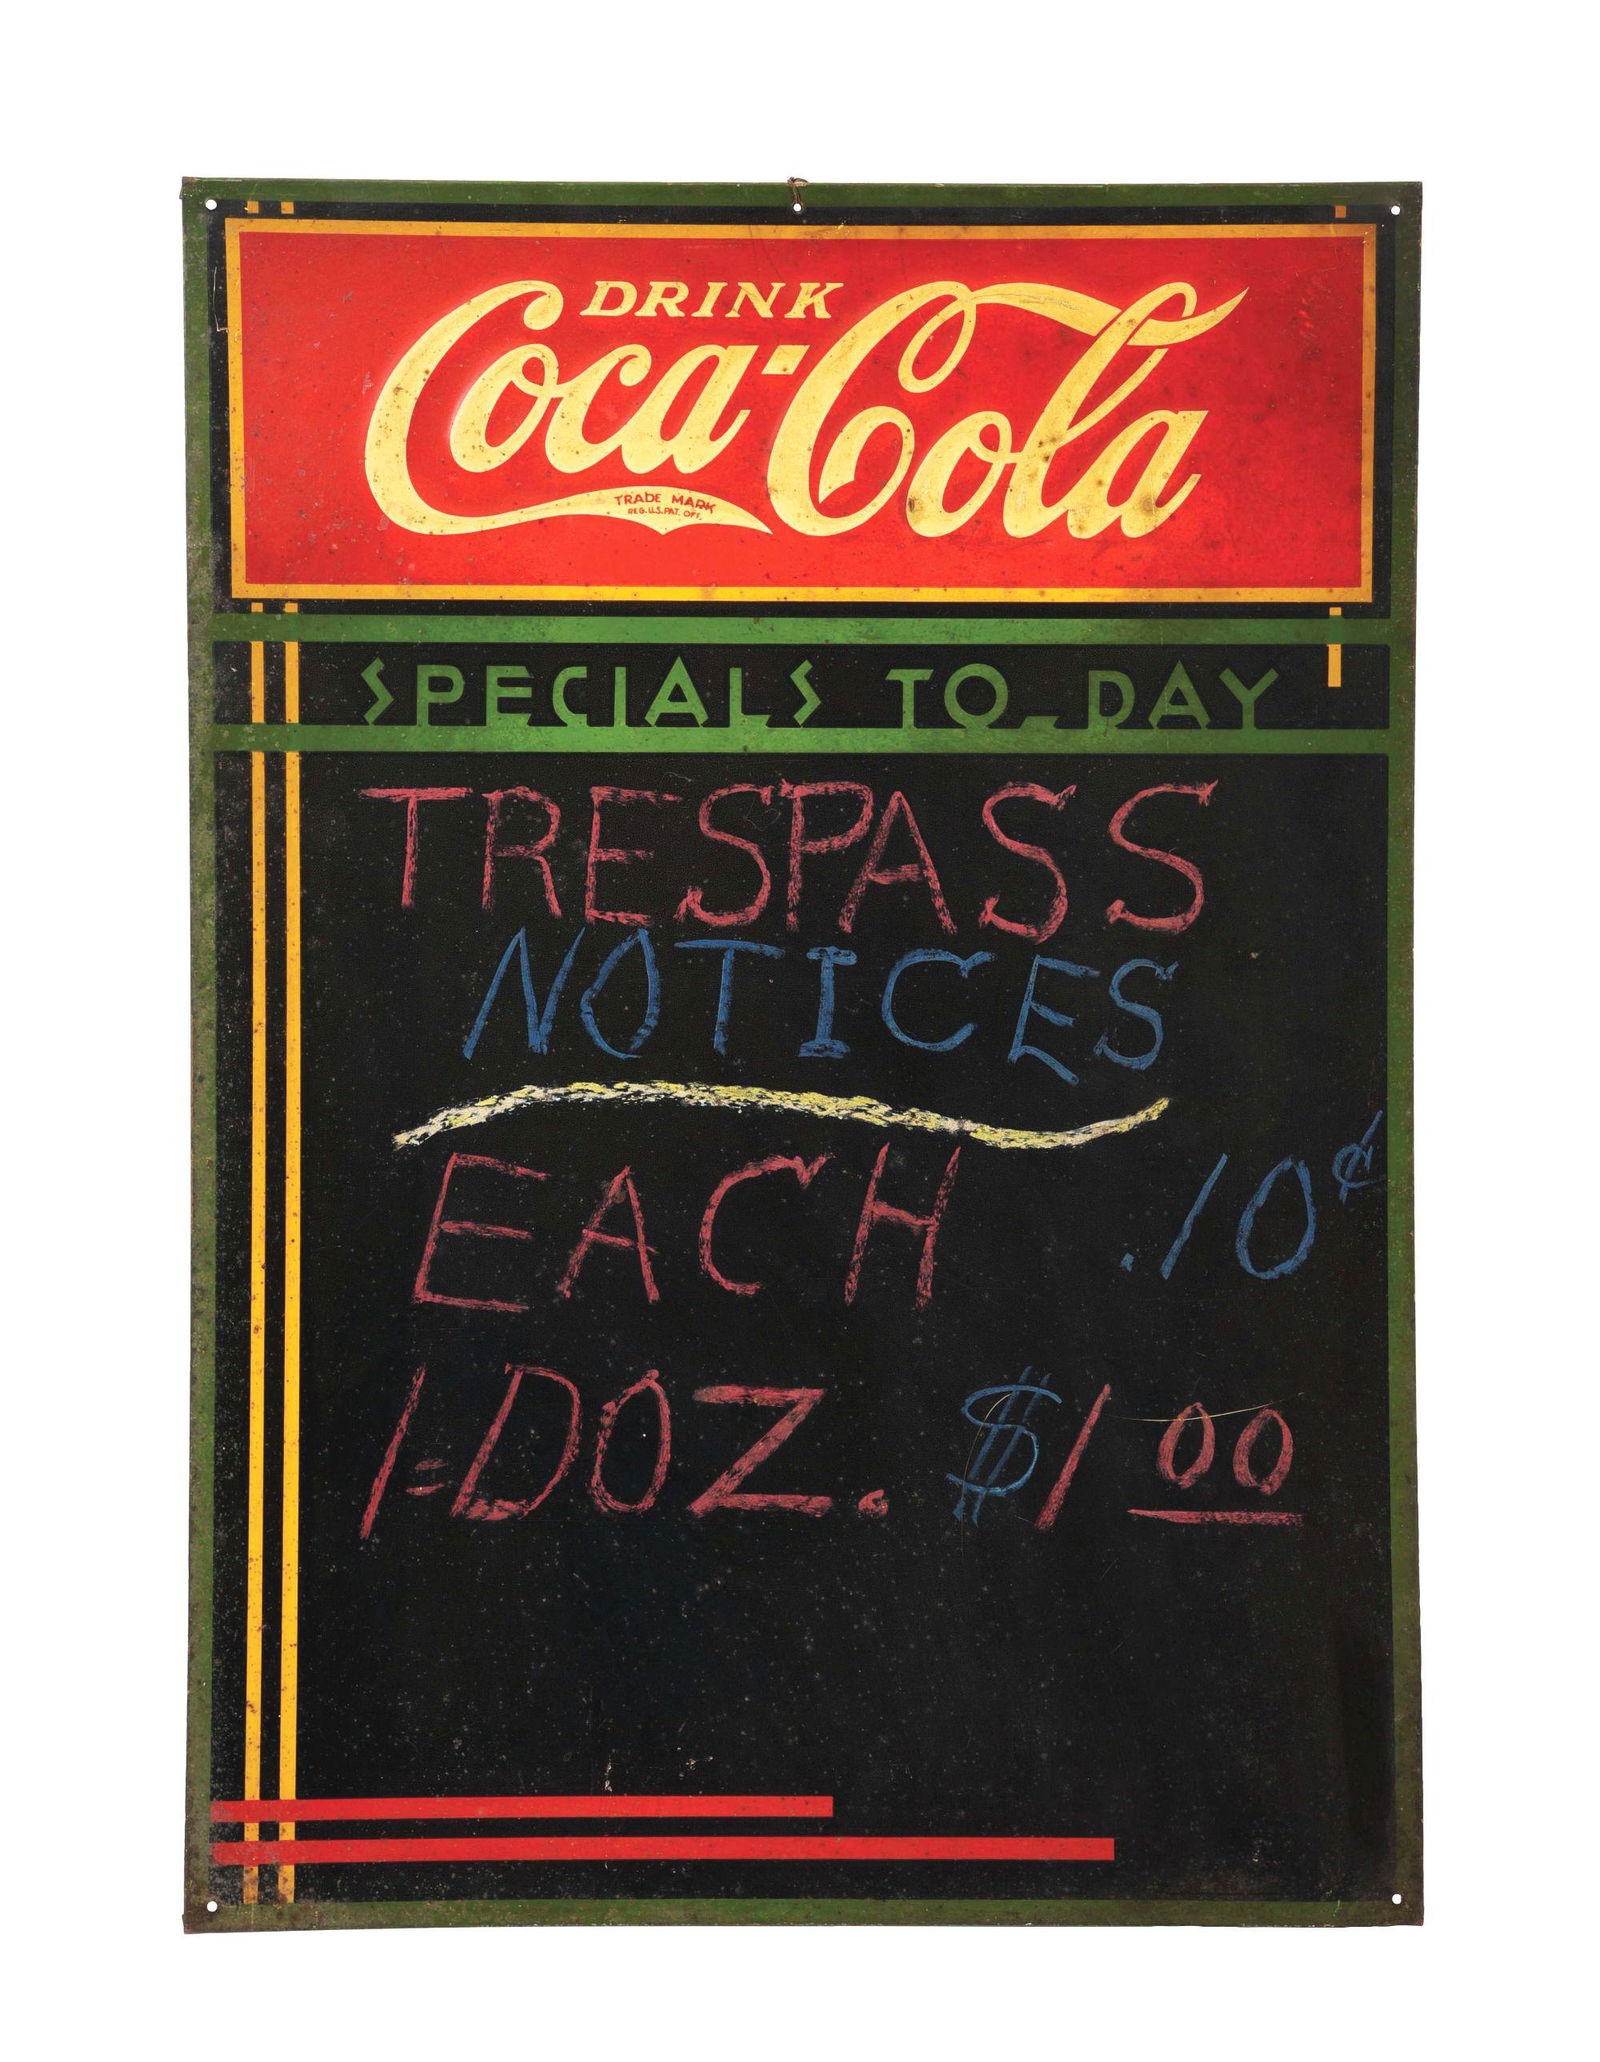 DRINK
Coca-Cola
TRADE MARK
REG. U.S. PAT. OFF.
SPECIALS TO-DAY
TRESPASS
NOTICES
EACH .10¢
1=DOZ. $1 00